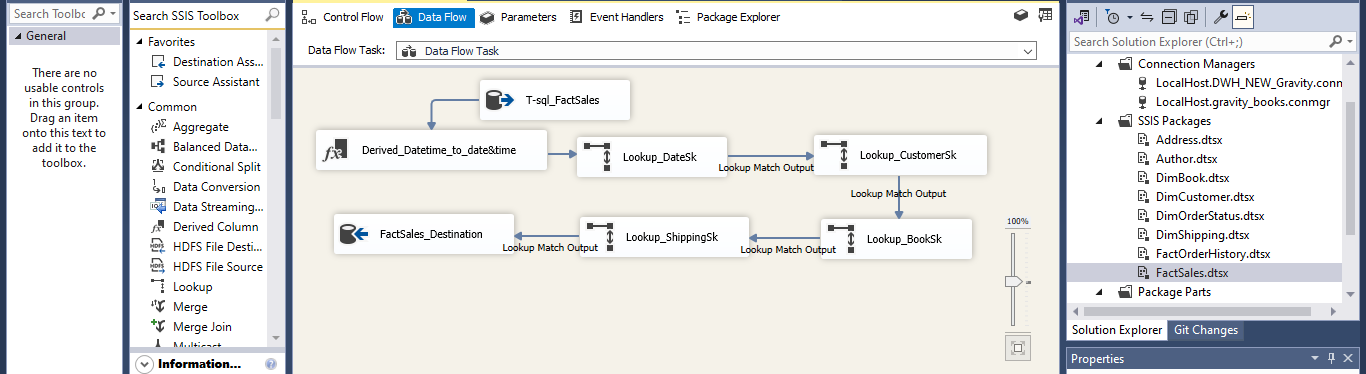 Search Toolbo
General
There are no
usable controls
in this group.
Drag an item
onto this text to
add it to the
toolbox.
Search SSIS Toolbox
Favorites
Destination Ass...
Source Assistant
Common
Aggregate
Balanced Data...
Conditional Split
Data Conversion
Data Streaming...
Derived Column
HDFS File Desti...
HDFS File Source
Lookup
Merge
Merge Join
Multicast
Information...
Control Flow
Data Flow
Parameters
Event Handlers
Package Explorer
Data Flow Task:
Data Flow Task
T-sql_FactSales
Derived_Datetime_to_date&time
Lookup_DateSk
Lookup Match Output
Lookup_CustomerSk
Lookup Match Output
Lookup_BookSk
Lookup Match Output
Lookup_ShippingSk
Lookup Match Output
FactSales_Destination
100%
Search Solution Explorer (Ctrl+;)
Connection Managers
LocalHost.DWH_NEW_Gravity.conm
LocalHost.gravity_books.conmgr
SSIS Packages
Address.dtsx
Author.dtsx
DimBook.dtsx
DimCustomer.dtsx
DimOrderStatus.dtsx
DimShipping.dtsx
FactOrderHistory.dtsx
FactSales.dtsx
Package Parts
Solution Explorer
Git Changes
Properties